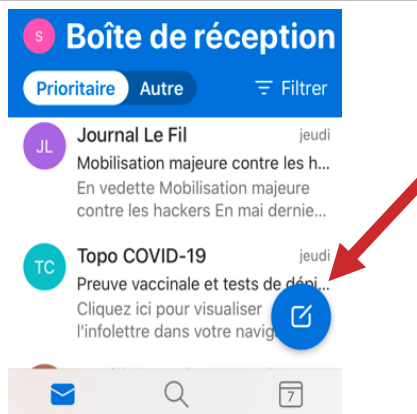 S
Boîte de réception
Prioritaire Autre Filtrer
JL
Journal Le Fil jeudi
Mobilisation majeure contre les h...
En vedette Mobilisation majeure
contre les hackers En mai dernie...
TC
Topo COVID-19 jeudi
Preuve vaccinale et tests de dépi...
Cliquez ici pour visualiser
l'infolettre dans votre navig
7